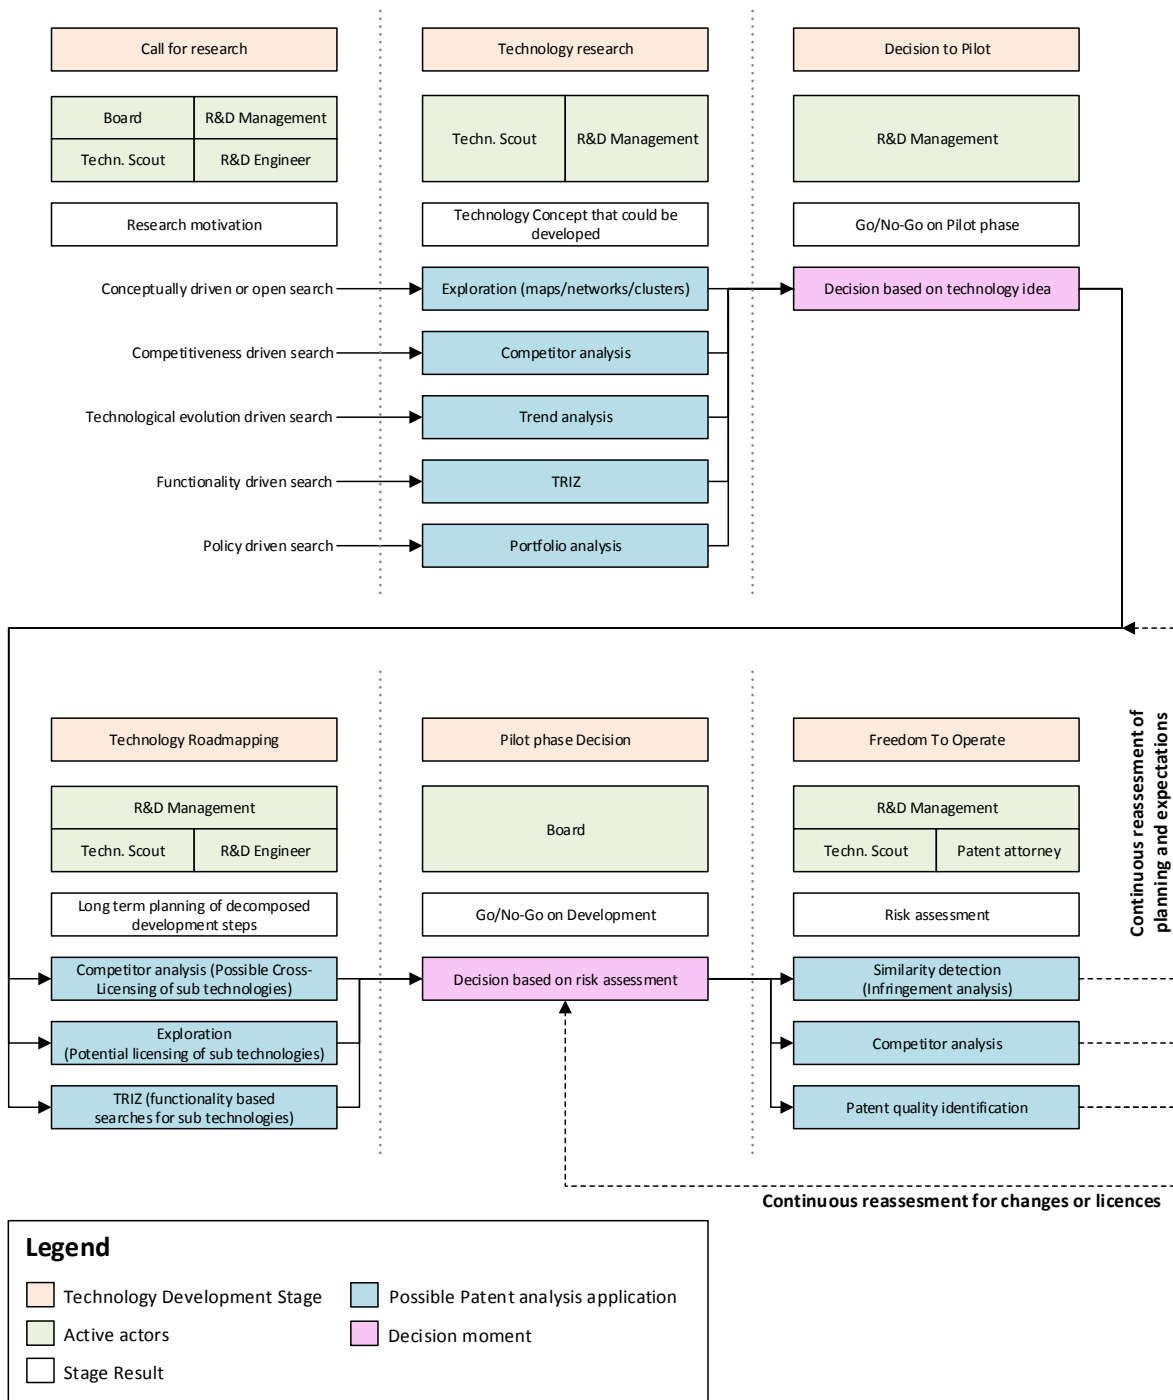 Call for research
Technology research
Decision to Pilot
Board
R&D Management
Techn. Scout
R&D Engineer
Techn. Scout
R&D Management
R&D Management
Research motivation
Technology Concept that could be
developed
Go/No-Go on Pilot phase
Conceptually driven or open search
Exploration (maps/networks/clusters)
Decision based on technology idea
Competitiveness driven search
Competitor analysis
Technological evolution driven search
Trend analysis
Functionality driven search
TRIZ
Policy driven search
Portfolio analysis
Technology Roadmapping
Pilot phase Decision
Freedom To Operate
R&D Management
Techn. Scout
R&D Engineer
Board
R&D Management
Techn. Scout
Patent attorney
Long term planning of decomposed
development steps
Go/No-Go on Development
Risk assessment
Competitor analysis (Possible Cross-
Licensing of sub technologies)
Decision based on risk assessment
Similarity detection
(Infringement analysis)
Exploration
(Potential licensing of sub technologies)
Competitor analysis
TRIZ (functionality based
searches for sub technologies)
Patent quality identification
Continuous reassesment of
planning and expectations
Continuous reassesment for changes or licences
Legend
Technology Development Stage
Possible Patent analysis application
Active actors
Decision moment
Stage Result